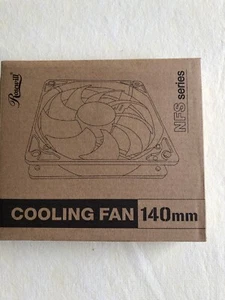 Rosewill
NFS series
COOLING FAN 140mm